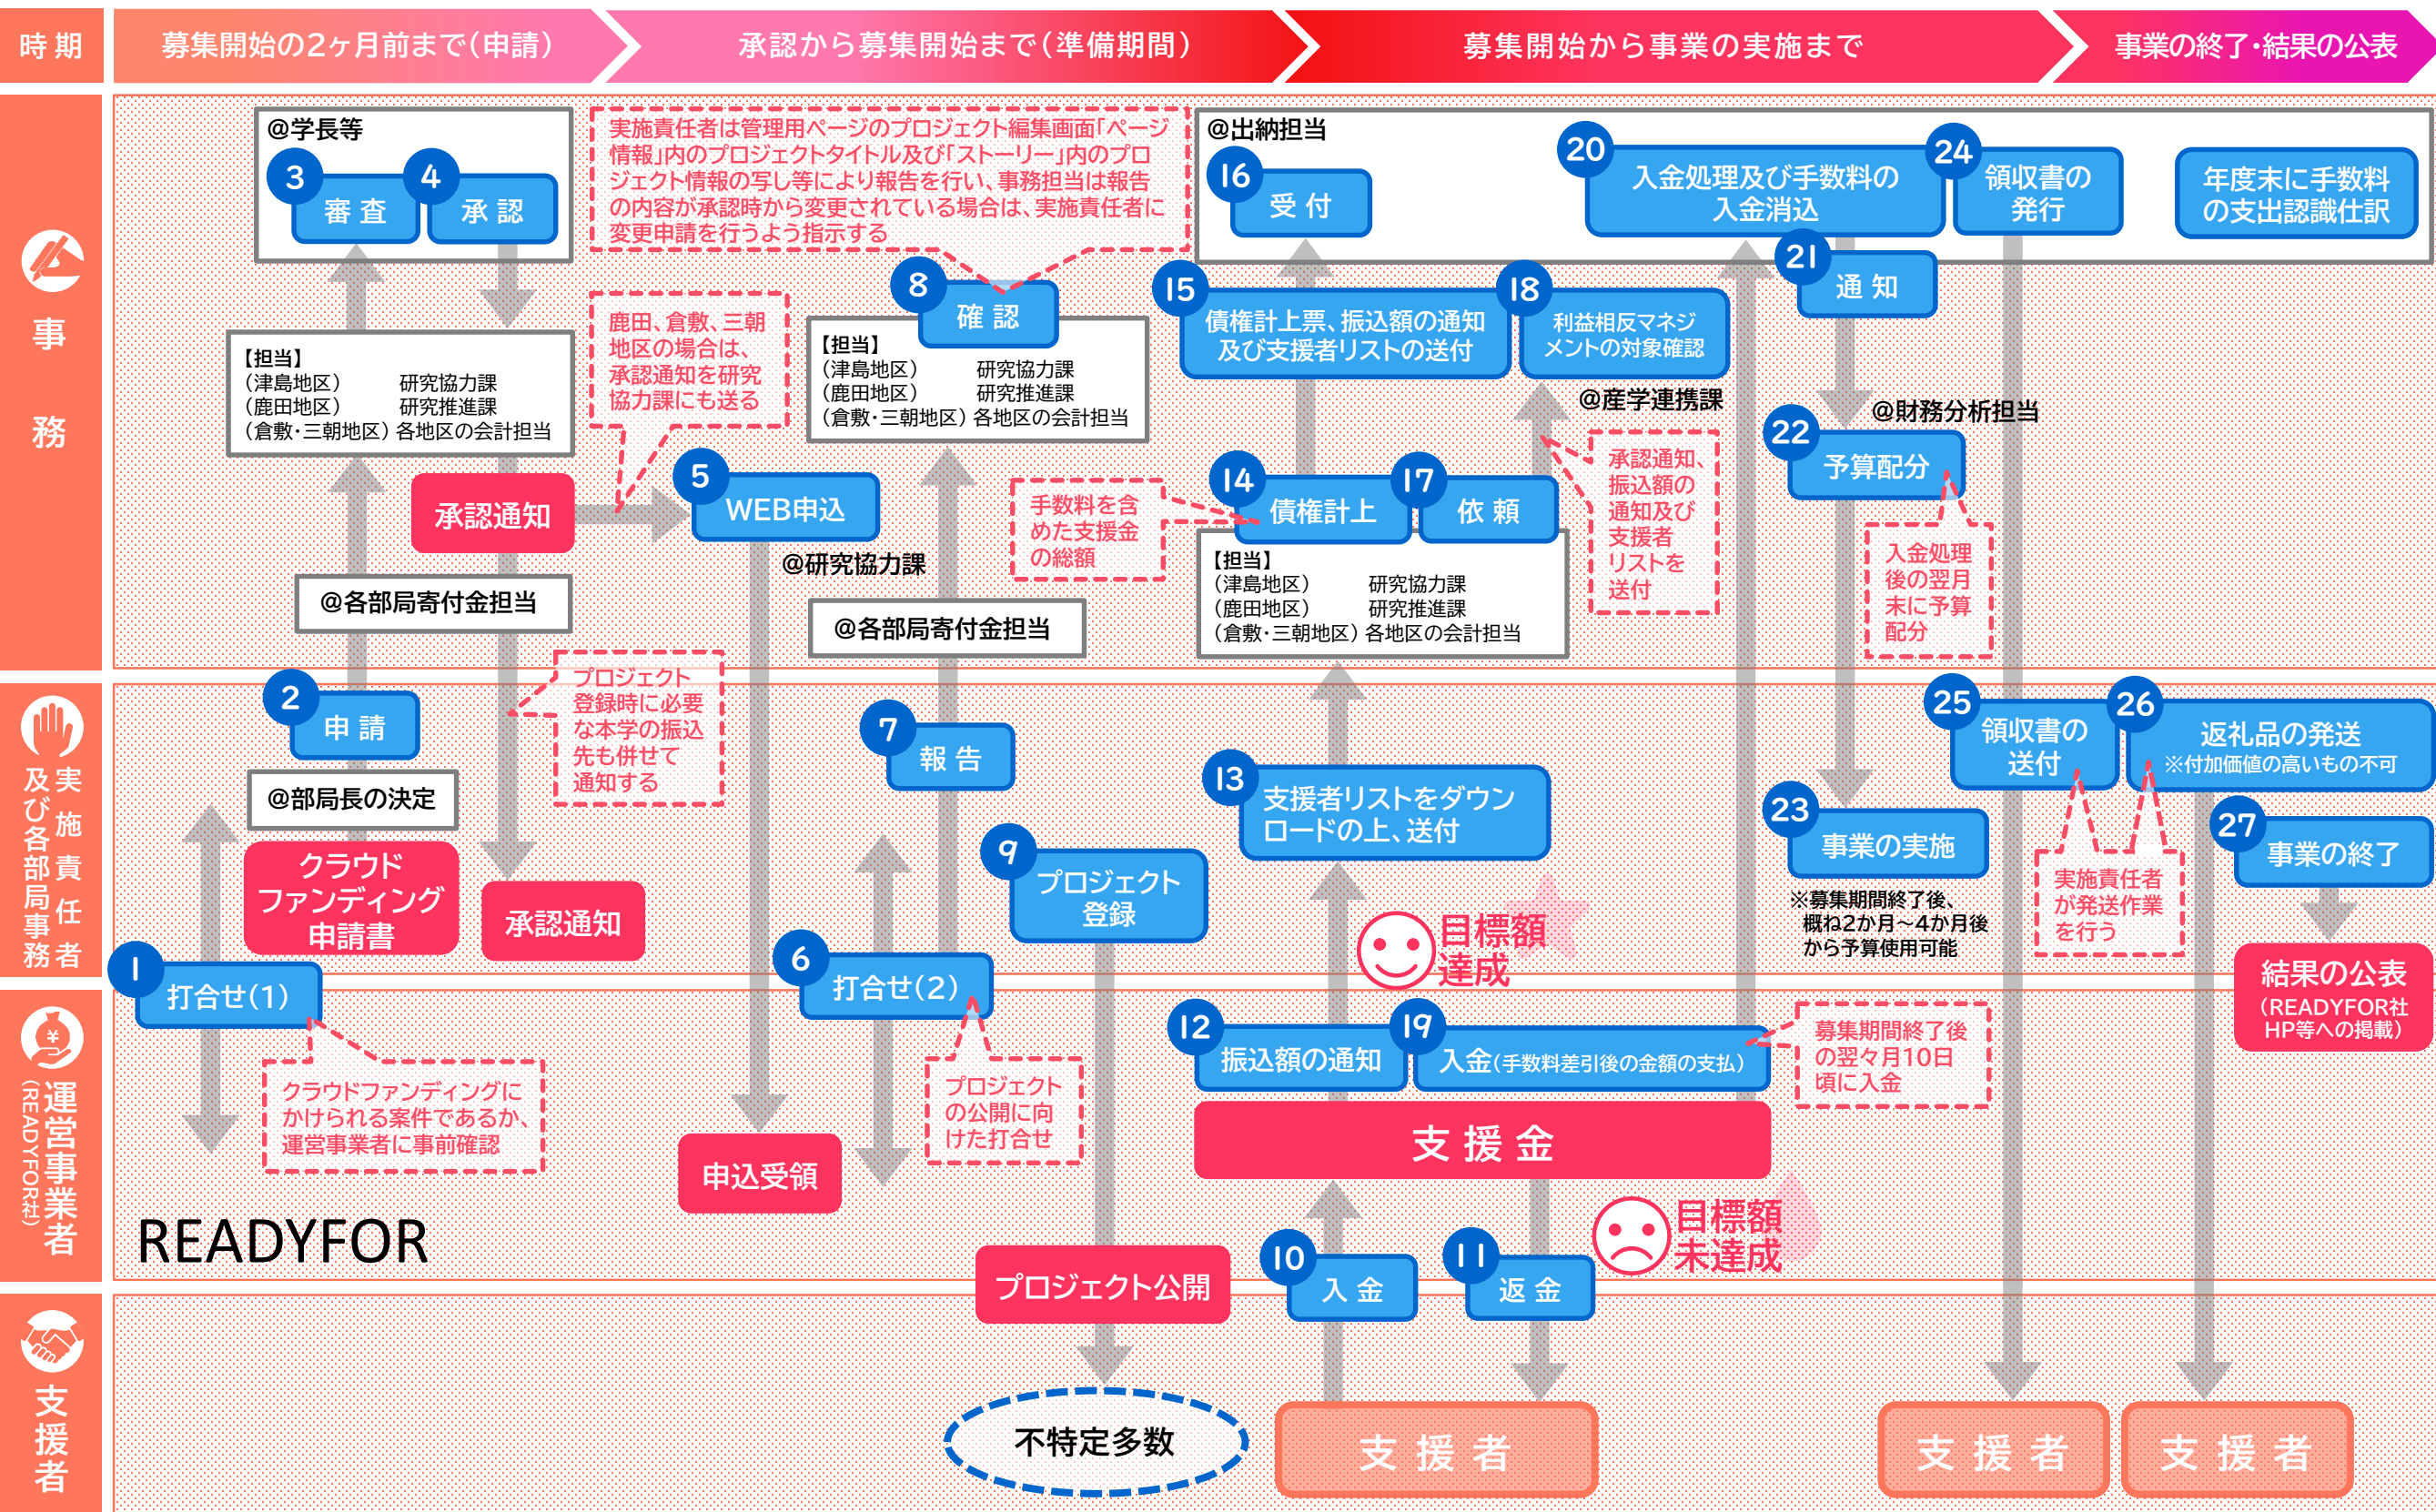 時期
募集開始の2ヶ月前まで(申請)
承認から募集開始まで(準備期間)
募集開始から事業の実施まで
事業の終了・結果の公表
事務
@学長等
3
審査
4
承認
【担当】
(津島地区) 研究協力課
(鹿田地区) 研究推進課
(倉敷・三朝地区) 各地区の会計担当
承認通知
@各部局寄付金担当
実施責任者は管理用ページのプロジェクト編集画面「ページ
情報」内のプロジェクトタイトル及び「ストーリー」内のプロ
ジェクト情報の写し等により報告を行い、事務担当は報告
の内容が承認時から変更されている場合は、実施責任者に
変更申請を行うよう指示する
鹿田、倉敷、三朝
地区の場合は、
承認通知を研究
協力課にも送る
5
WEB申込
@研究協力課
8
確認
【担当】
(津島地区) 研究協力課
(鹿田地区) 研究推進課
(倉敷・三朝地区) 各地区の会計担当
@各部局寄付金担当
@出納担当
16
受付
20
入金処理及び手数料の
入金消込
24
領収書の
発行
年度末に手数料
の支出認識仕訳
15
債権計上票、振込額の通知
及び支援者リストの送付
18
利益相反マネジ
メントの対象確認
@産学連携課
21
通知
22
@財務分析担当
予算配分
14
債権計上
17
依頼
手数料を含
めた支援金
の総額
【担当】
(津島地区) 研究協力課
(鹿田地区) 研究推進課
(倉敷・三朝地区) 各地区の会計担当
承認通知、
振込額の
通知及び
支援者
リストを
送付
入金処理
後の翌月
末に予算
配分
実施責任者
及び各部局事務
2
申請
@部局長の決定
クラウド
ファンディング
申請書
プロジェクト
登録時に必要
な本学の振込
先も併せて
通知する
承認通知
1
打合せ(1)
7
報告
6
打合せ(2)
9
プロジェクト
登録
13
支援者リストをダウン
ロードの上、送付
目標額
達成
23
事業の実施
※募集期間終了後、
概ね2か月～4か月後
から予算使用可能
25
領収書の
送付
26
返礼品の発送
※付加価値の高いもの不可
実施責任者
が発送作業
を行う
27
事業の終了
結果の公表
(READYFOR社
HP等への掲載)
運営事業者
(READYFOR社)
¥
クラウドファンディングに
かけられる案件であるか、
運営事業者に事前確認
READYFOR
申込受領
プロジェクト
の公開に向
けた打合せ
12
振込額の通知
19
入金(手数料差引後の金額の支払)
募集期間終了後
の翌々月10日
頃に入金
支援金
目標額
未達成
プロジェクト公開
10
入金
11
返金
支援者
不特定多数
支援者
支援者
支援者